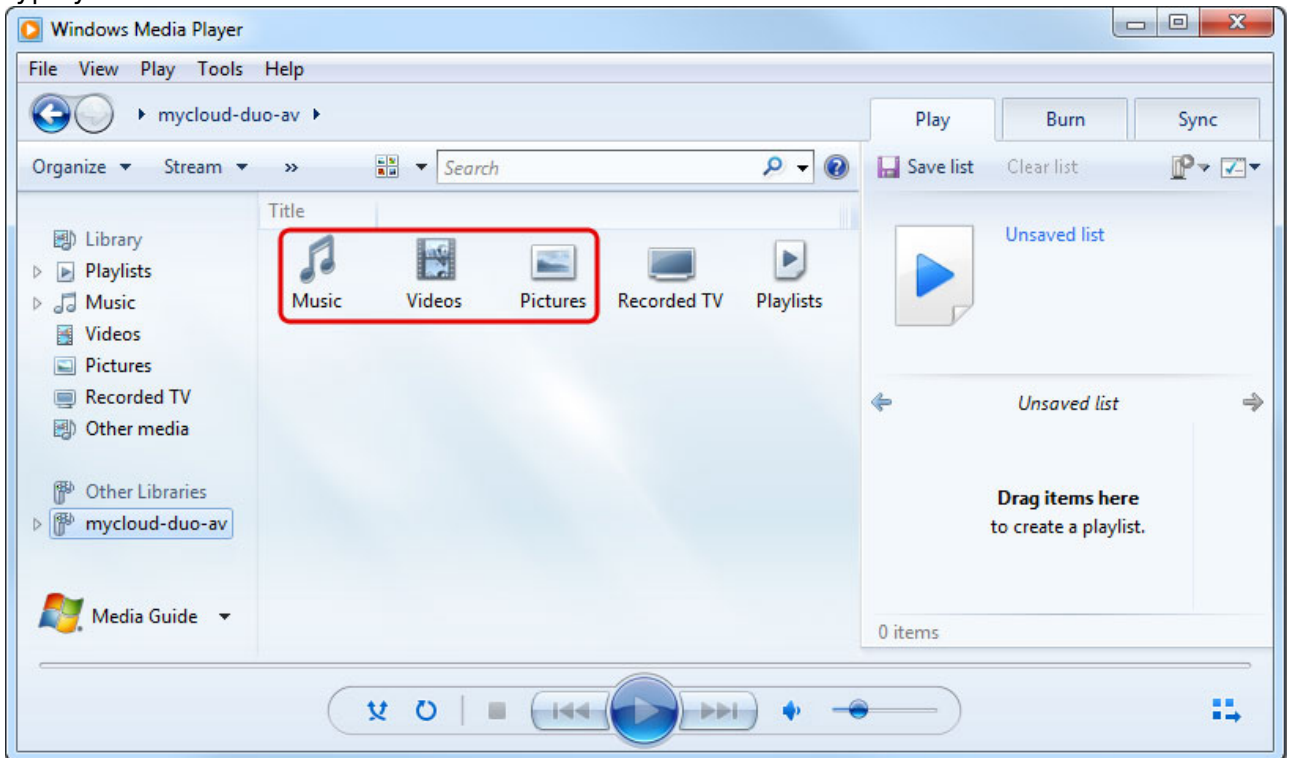 Windows Media Player
File View Play Tools Help
mycloud-duo-av
Play Burn Sync
Organize Stream » Search
Save list Clear list
Title
Library
Playlists
Music
Videos
Pictures
Recorded TV
Other media
Other Libraries
mycloud-duo-av
Media Guide
Music Videos Pictures Recorded TV Playlists
Unsaved list
Unsaved list
Drag items here
to create a playlist.
0 items